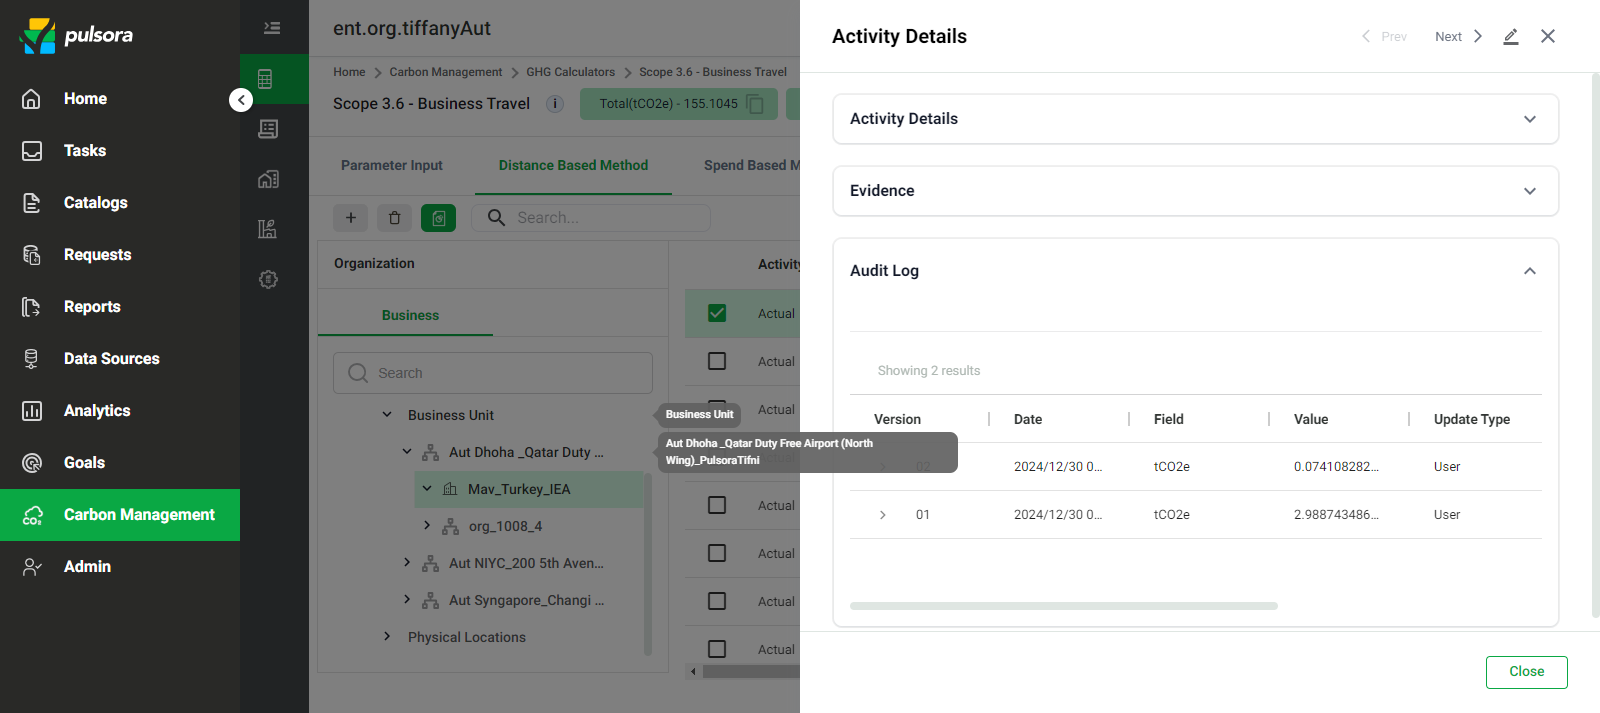 pulsora
Home
Tasks
Catalogs
Requests
Reports
Data Sources
Analytics
Goals
CO₂
Carbon Management
Admin
ent.org.tiffanyAut
Home > Carbon Management > GHG Calculators > Scope 3.6 - Business Travel
Scope 3.6 - Business Travel i Total(tCO2e) - 155.1045
Parameter Input Distance Based Method Spend Based M
Search...
Organization
Business
Search
Business Unit
Aut Dhoha _Qatar Duty ...
Mav_Turkey_IEA
org_1008_4
Aut NIYC_200 5th Aven...
Aut Syngapore_Changi ...
Physical Locations
Business Unit
Aut Dhoha _Qatar Duty Free Airport (North
Wing)_PulsoraTifni
Activity
Actual
Actual
Actual
Actual
Actual
Actual
Actual
Activity Details
Prev Next
Activity Details
Evidence
Audit Log
Showing 2 results
Version Date Field Value Update Type
02 2024/12/30 0... tCO2e 0.074108282... User
01 2024/12/30 0... tCO2e 2.988743486... User
Close